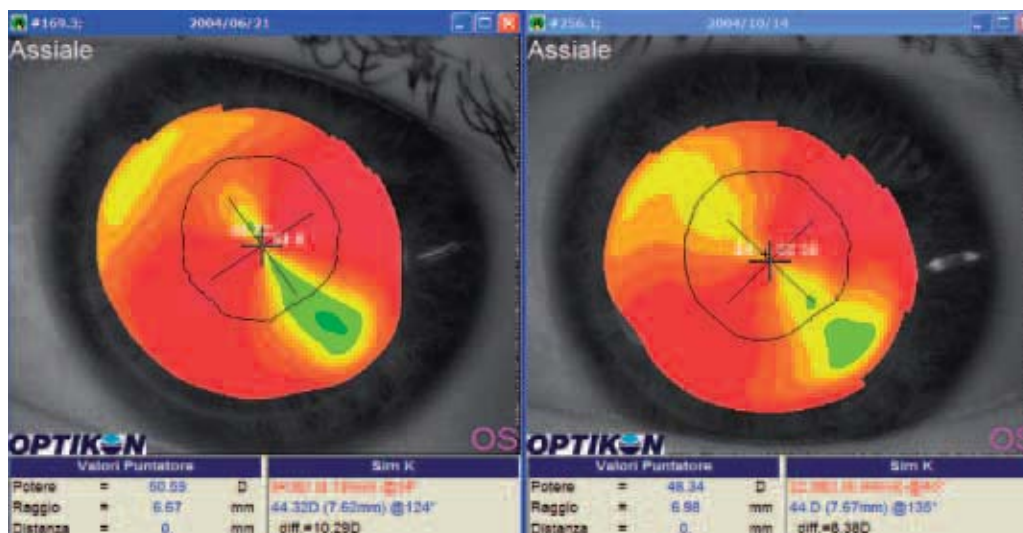 #169.3; 2004/06/21
Assiale
OPTIKON OS
Valori Puntatore Sim K
Potere = 50.59 D
Raggio = 6.67 mm 44.32D (7.62mm) @124°
Distanza = 0. mm diff.=10.29D
#256.1; 2004/10/14
Assiale
OPTIKON OS
Valori Puntatore Sim K
Potere = 48.34 D
Raggio = 6.98 mm 44 D (7.67mm) @135°
Distanza = 0. mm diff.=8.38D